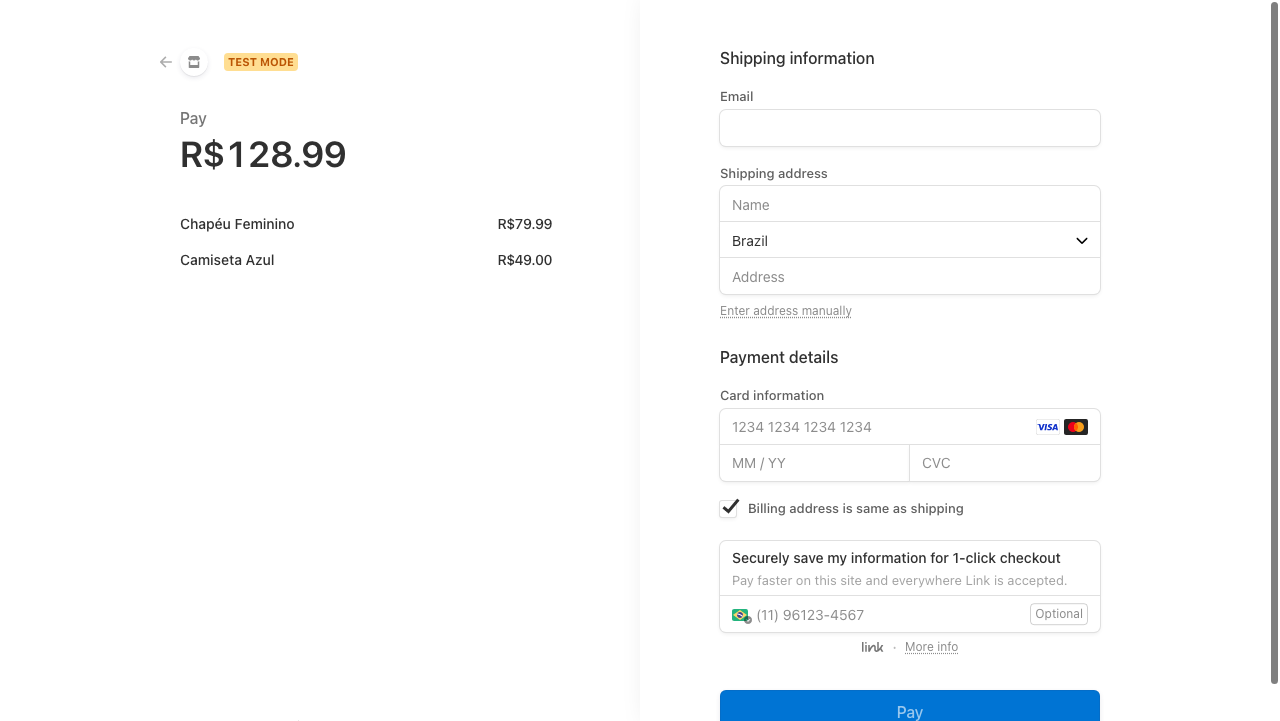 TEST MODE
Pay
R$128.99
Chapéu Feminino R$79.99
Camiseta Azul R$49.00
Shipping information
Email
Shipping address
Name
Brazil
Address
Enter address manually
Payment details
Card information
1234 1234 1234 1234 VISA
MM / YY CVC
Billing address is same as shipping
Securely save my information for 1-click checkout
Pay faster on this site and everywhere Link is accepted.
(11) 96123-4567 Optional
link · More info
Pay